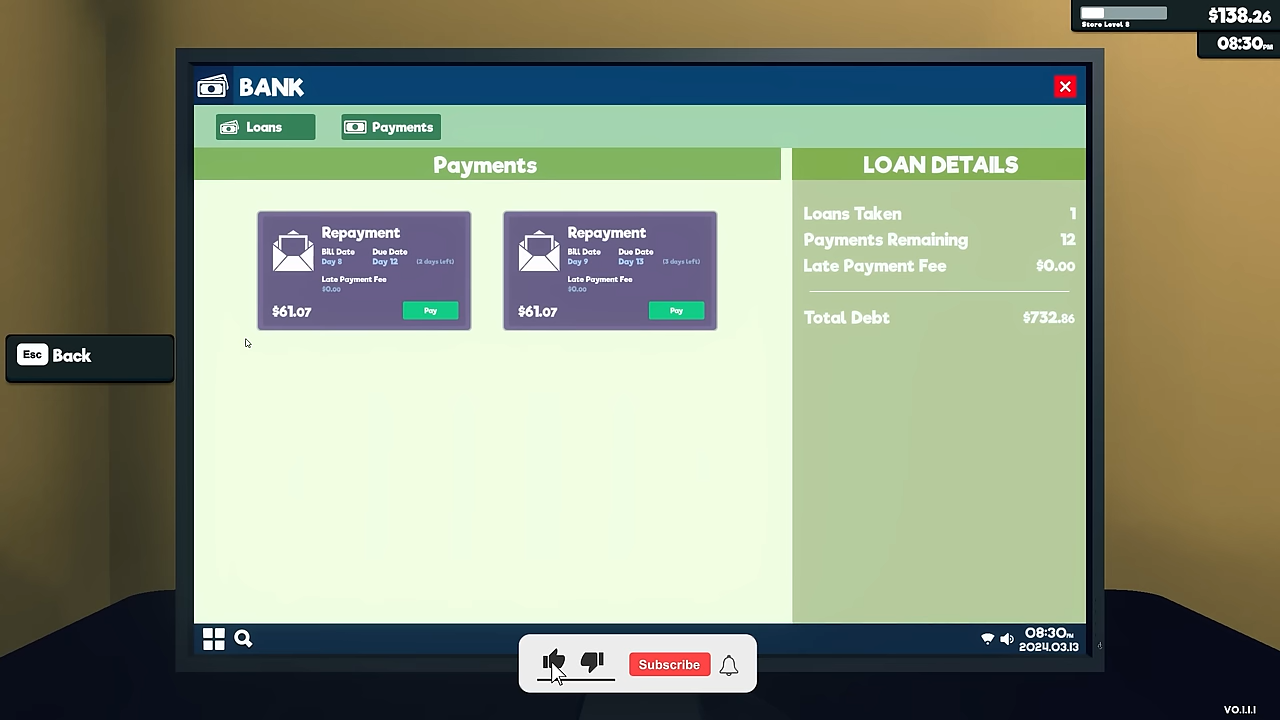 $138.26
Store Level 8
08:30PM
BANK
Loans
Payments
Payments
LOAN DETAILS
Repayment
Bill Date Due Date
Day 8 Day 12 (2 days left)
Late Payment Fee
$0.00
$61.07 Pay
Repayment
Bill Date Due Date
Day 9 Day 13 (3 days left)
Late Payment Fee
$0.00
$61.07 Pay
Loans Taken 1
Payments Remaining 12
Late Payment Fee $0.00
Total Debt $732.86
Esc Back
08:30PM
2024.03.13
Subscribe
V0.1.1.1